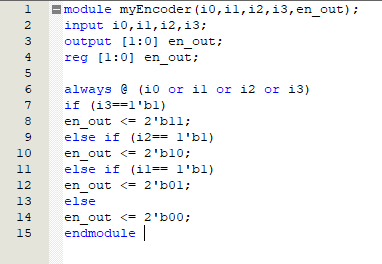 1 module myEncoder(i0,i1,i2,i3,en_out);
2 input i0,i1,i2,i3;
3 output [1:0] en_out;
4 reg [1:0] en_out;
5
6 always @ (i0 or i1 or i2 or i3)
7 if (i3==1'b1)
8 en_out <= 2'b11;
9 else if (i2== 1'b1)
10 en_out <= 2'b10;
11 else if (i1== 1'b1)
12 en_out <= 2'b01;
13 else
14 en_out <= 2'b00;
15 endmodule